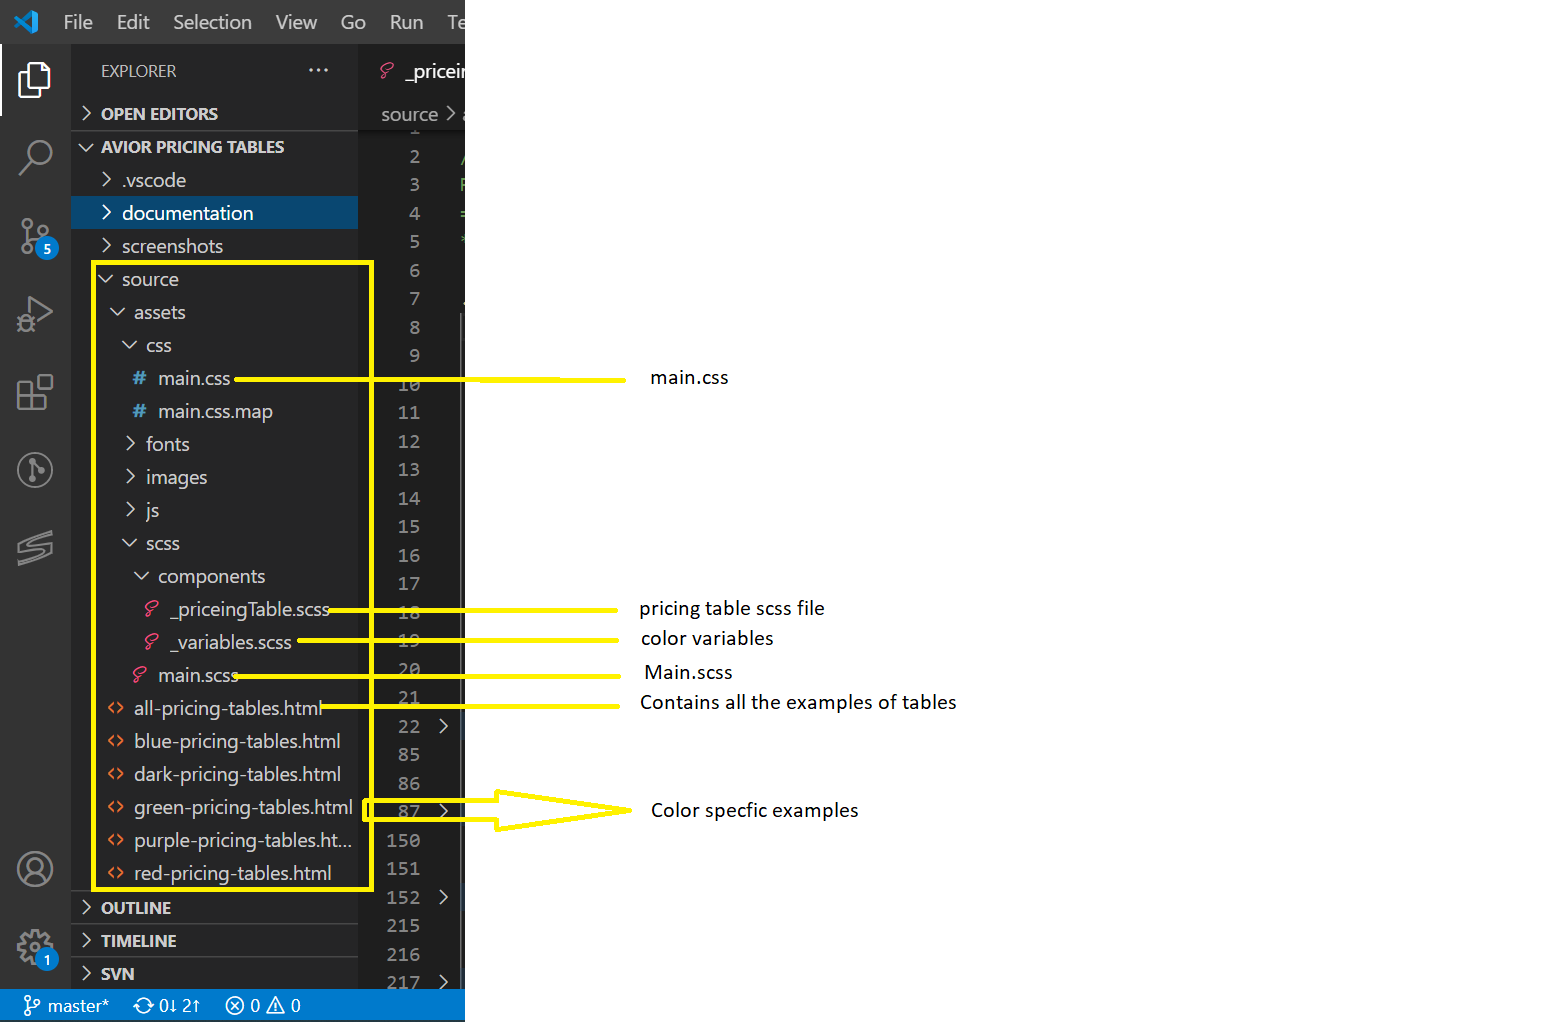 File Edit Selection View Go Run Te
EXPLORER ···
_pricein
OPEN EDITORS
source >
AVIOR PRICING TABLES
.vscode
documentation
screenshots
source
assets
css
main.css
main.css
main.css.map
fonts
images
js
scss
components
_priceingTable.scss
pricing table scss file
_variables.scss
color variables
main.scss
Main.scss
all-pricing-tables.html
Contains all the examples of tables
blue-pricing-tables.html
dark-pricing-tables.html
green-pricing-tables.html
Color specfic examples
purple-pricing-tables.ht...
red-pricing-tables.html
OUTLINE
TIMELINE
SVN
5
1
1
2
3
4
5
6
7
8
9
10
11
12
13
14
15
16
17
18
19
20
21
22
85
86
87
150
151
152
215
216
217
master* 0↓ 2↑ 0 0